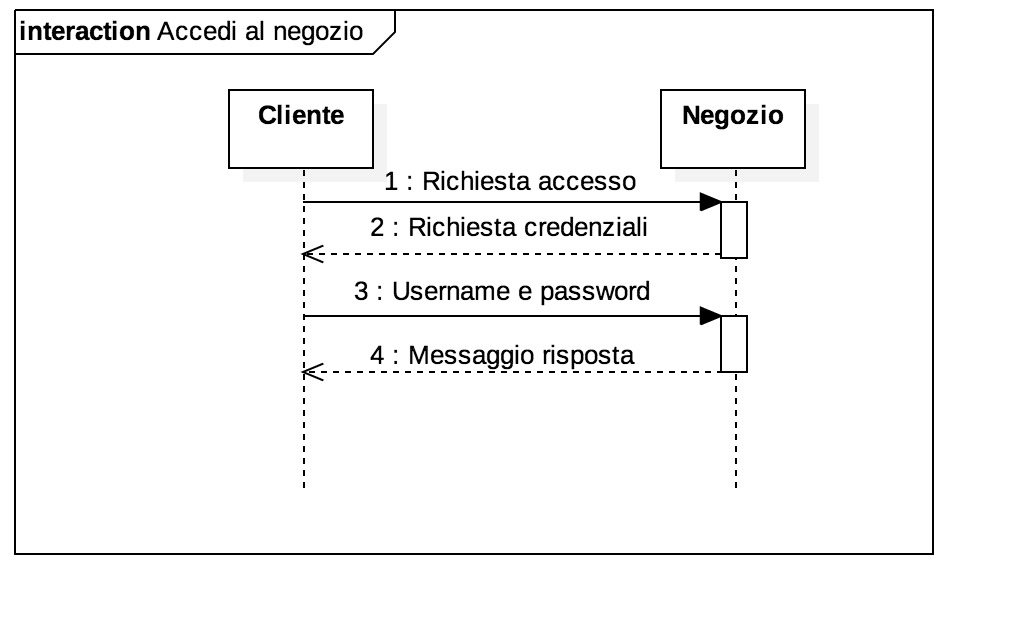 interaction Accedi al negozio
Cliente
Negozio
1 : Richiesta accesso
2 : Richiesta credenziali
3 : Username e password
4 : Messaggio risposta